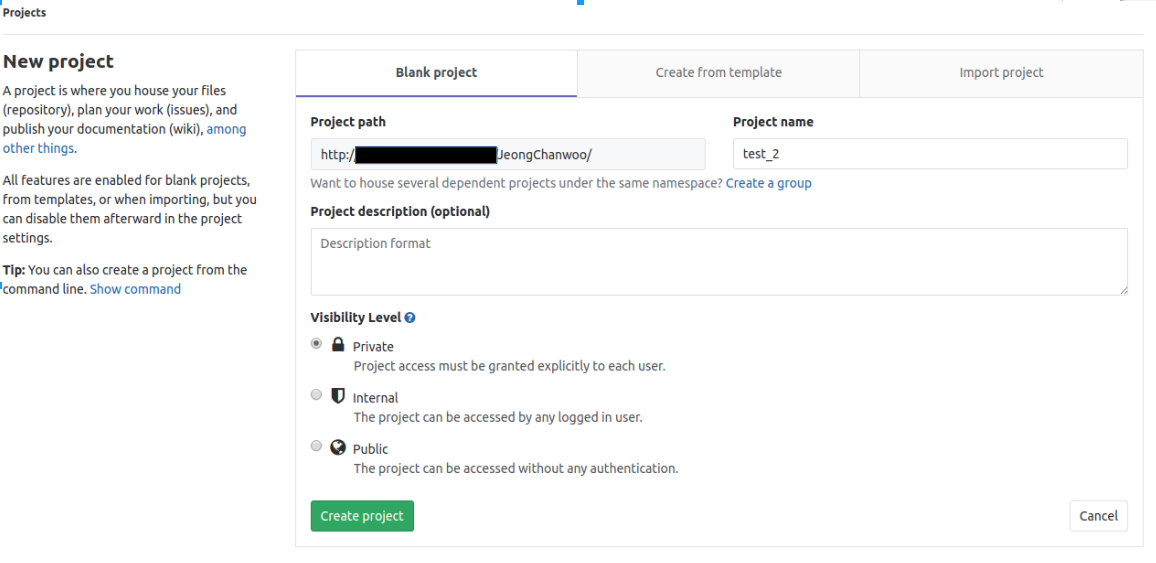 Projects
New project
A project is where you house your files
(repository), plan your work (issues), and
publish your documentation (wiki), among
other things.
All features are enabled for blank projects,
from templates, or when importing, but you
can disable them afterward in the project
settings.
Tip: You can also create a project from the
command line. Show command
Blank project
Create from template
Import project
Project path
Project name
http:/ JeongChanwoo/
test_2
Want to house several dependent projects under the same namespace? Create a group
Project description (optional)
Description format
Visibility Level
Private
Project access must be granted explicitly to each user.
Internal
The project can be accessed by any logged in user.
Public
The project can be accessed without any authentication.
Create project
Cancel